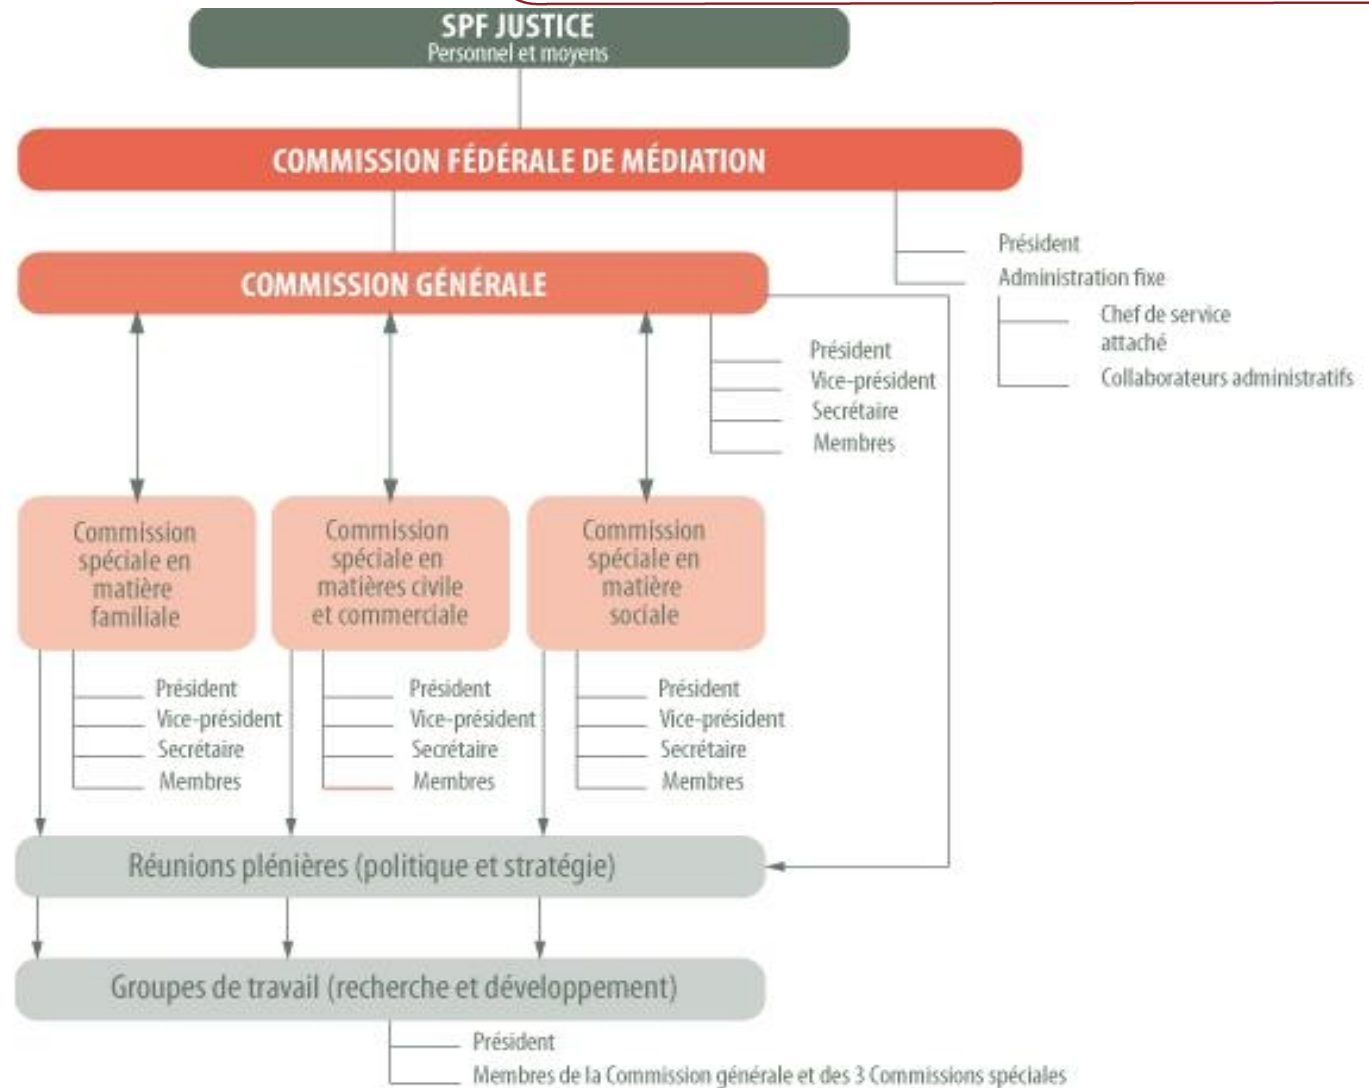 SPF JUSTICE
Personnel et moyens
COMMISSION FÉDÉRALE DE MÉDIATION
Président
Administration fixe
Chef de service
attaché
Collaborateurs administratifs
COMMISSION GÉNÉRALE
Président
Vice-président
Secrétaire
Membres
Commission
spéciale en
matière
familiale
Président
Vice-président
Secrétaire
Membres
Commission
spéciale en
matières civile
et commerciale
Président
Vice-président
Secrétaire
Membres
Commission
spéciale en
matière
sociale
Président
Vice-président
Secrétaire
Membres
Réunions plénières (politique et stratégie)
Groupes de travail (recherche et développement)
Président
Membres de la Commission générale et des 3 Commissions spéciales